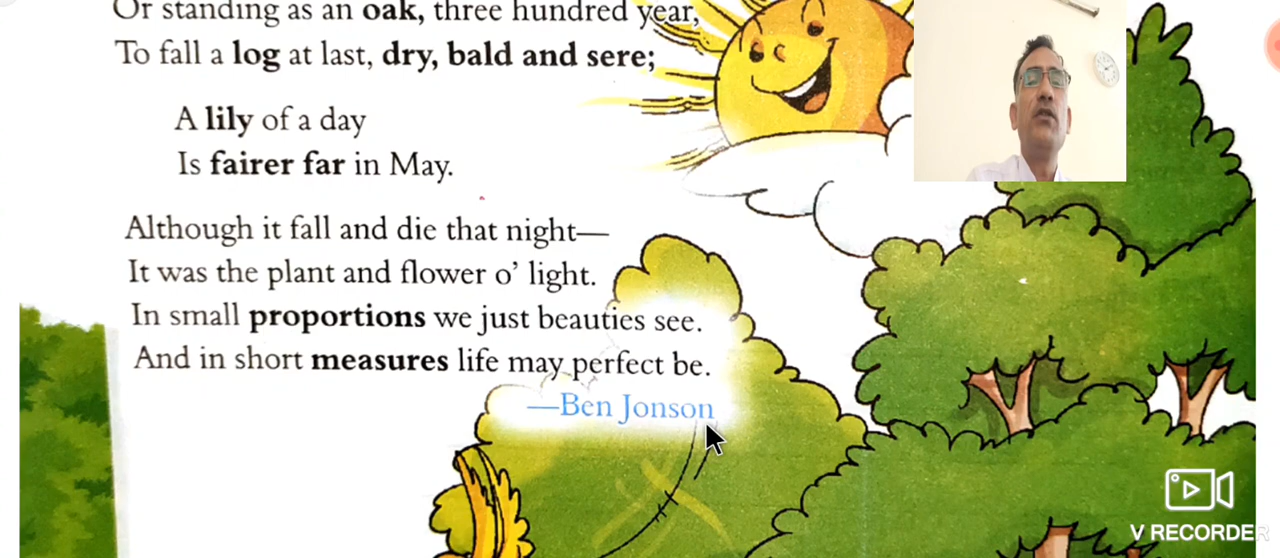 Or standing as an oak, three hundred year,
To fall a log at last, dry, bald and sere;
A lily of a day
Is fairer far in May.
Although it fall and die that night—
It was the plant and flower o' light.
In small proportions we just beauties see.
And in short measures life may perfect be.
—Ben Jonson
V RECORDER